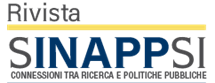 Rivista
SINAPPSI
CONNESSIONI TRA RICERCA E POLITICHE PUBBLICHE